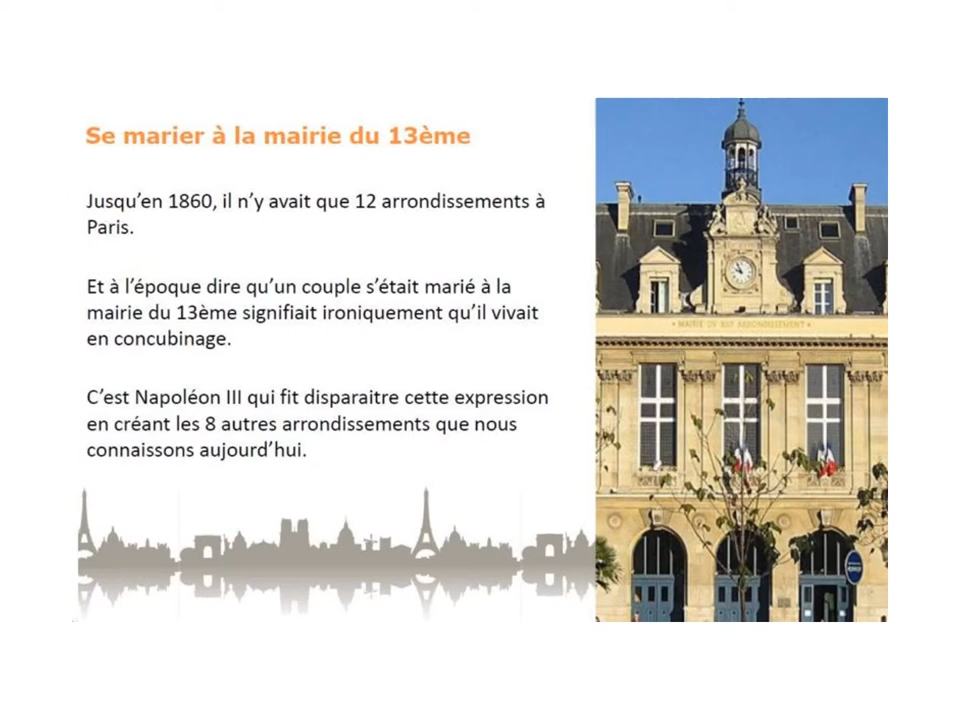 Se marier à la mairie du 13ème
Jusqu’en 1860, il n’y avait que 12 arrondissements à
Paris.
Et à l’époque dire qu’un couple s’était marié à la
mairie du 13ème signifiait ironiquement qu’il vivait
en concubinage.
C’est Napoléon III qui fit disparaitre cette expression
en créant les 8 autres arrondissements que nous
connaissons aujourd’hui.
MAIRIE DU XIIIᵉ ARRONDISSEMENT